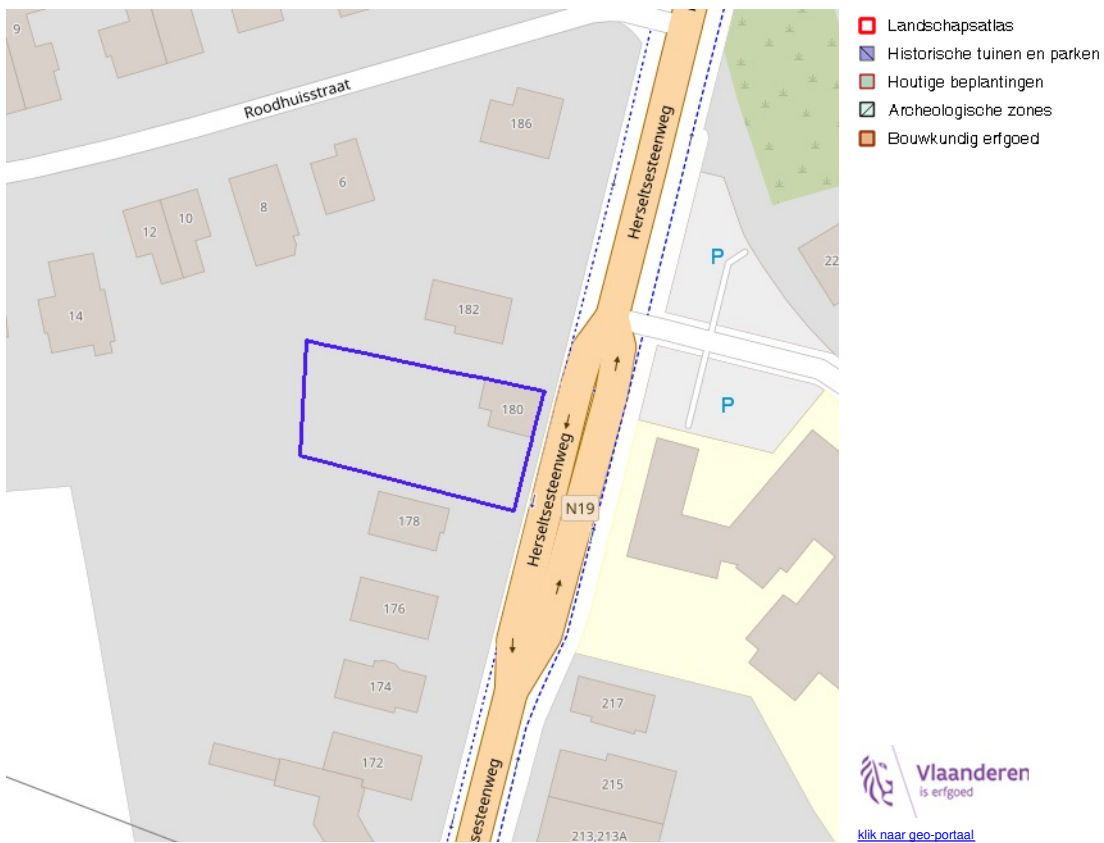 9
Roodhuisstraat
186
6
8
10
12
14
182
Herseltsesteenweg
P
22
180
P
Herseltsesteenweg
N19
178
176
174
172
217
215
213,213A
sesteenweg
Landschapsatlas
Historische tuinen en parken
Houtige beplantingen
Archeologische zones
Bouwkundig erfgoed
Vlaanderen
is erfgoed
klik naar geo-portaal